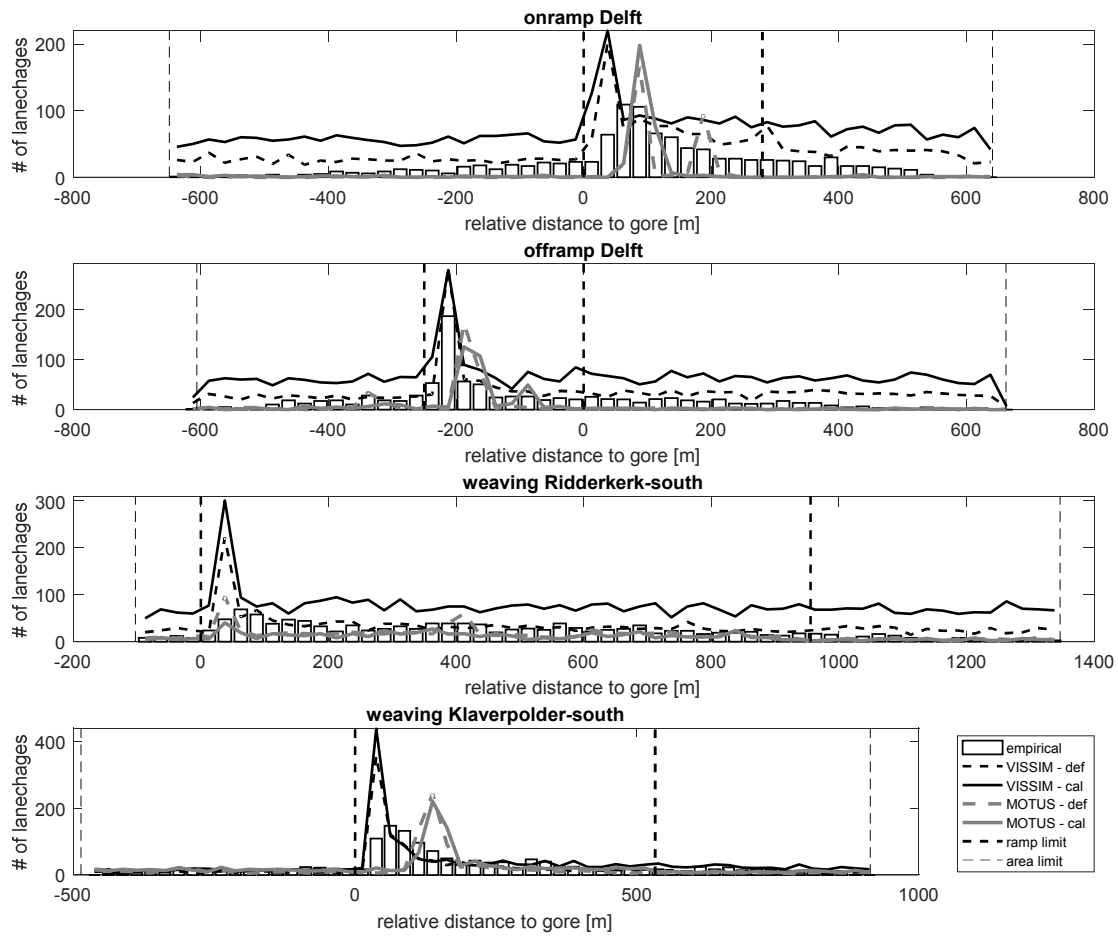 onramp Delft
200
100
0
# of lanechages
-800 -600 -400 -200 0 200 400 600 800
relative distance to gore [m]
offramp Delft
200
100
0
# of lanechages
-800 -600 -400 -200 0 200 400 600 800
relative distance to gore [m]
weaving Ridderkerk-south
300
200
100
0
# of lanechages
-200 0 200 400 600 800 1000 1200 1400
relative distance to gore [m]
weaving Klaverpolder-south
400
200
0
# of lanechages
-500 0 500 1000
relative distance to gore [m]
empirical
VISSIM - def
VISSIM - cal
MOTUS - def
MOTUS - cal
ramp limit
area limit